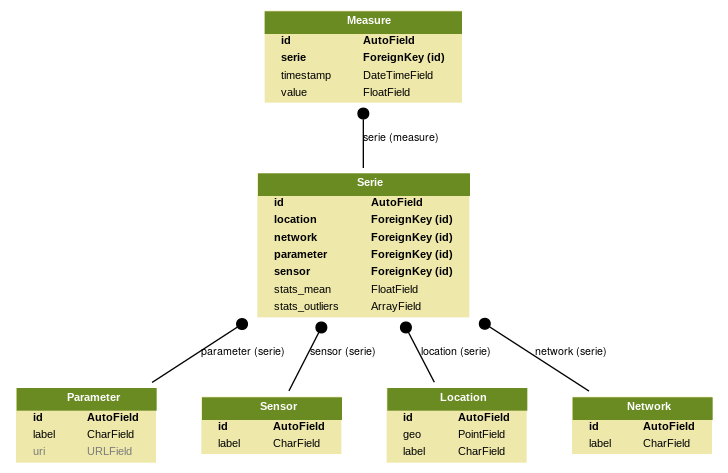 Measure
id AutoField
serie ForeignKey (id)
timestamp DateTimeField
value FloatField
serie (measure)
Serie
id AutoField
location ForeignKey (id)
network ForeignKey (id)
parameter ForeignKey (id)
sensor ForeignKey (id)
stats_mean FloatField
stats_outliers ArrayField
parameter (serie)
sensor (serie)
location (serie)
network (serie)
Parameter
id AutoField
label CharField
uri URLField
Sensor
id AutoField
label CharField
Location
id AutoField
geo PointField
label CharField
Network
id AutoField
label CharField